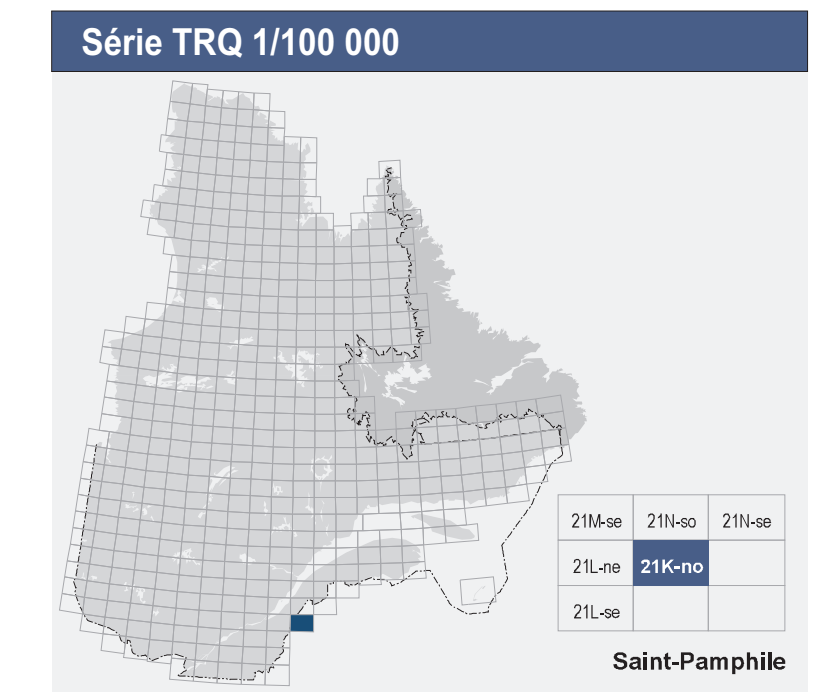 Série TRQ 1/100 000
21M-se 21N-so 21N-se
21L-ne 21K-no
21L-se
Saint-Pamphile